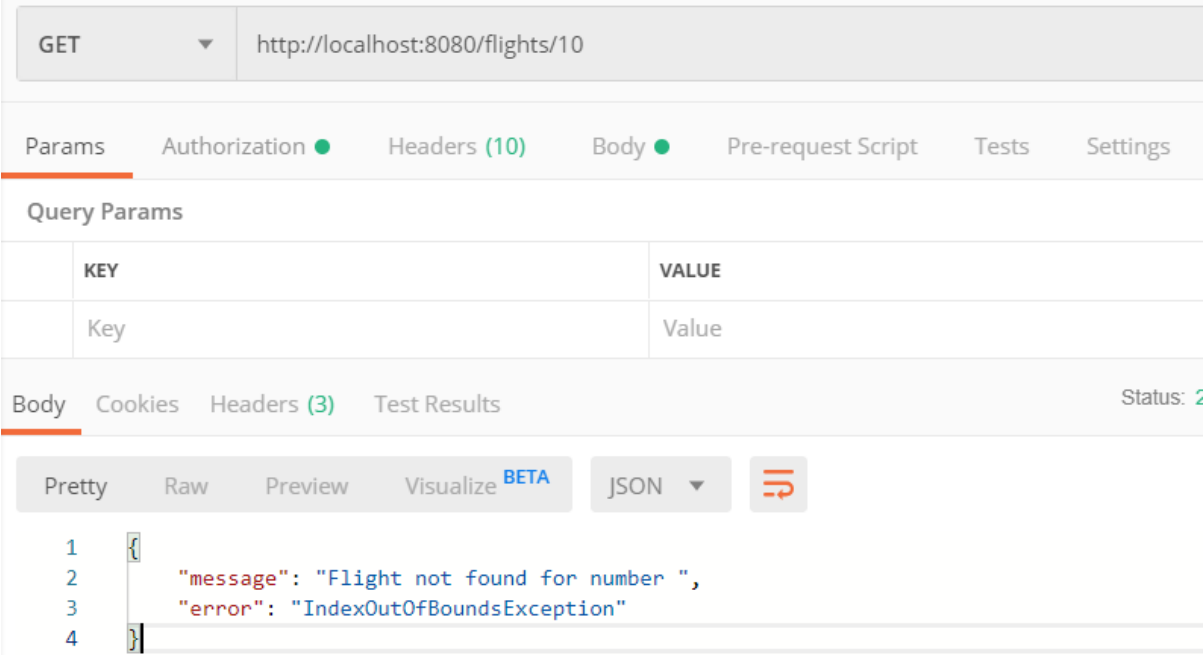 GET http://localhost:8080/flights/10
Params Authorization Headers (10) Body Pre-request Script Tests Settings
Query Params
KEY VALUE
Key Value
Body Cookies Headers (3) Test Results Status: 2
Pretty Raw Preview Visualize BETA JSON
1 {
2 "message": "Flight not found for number ",
3 "error": "IndexOutOfBoundsException"
4 }